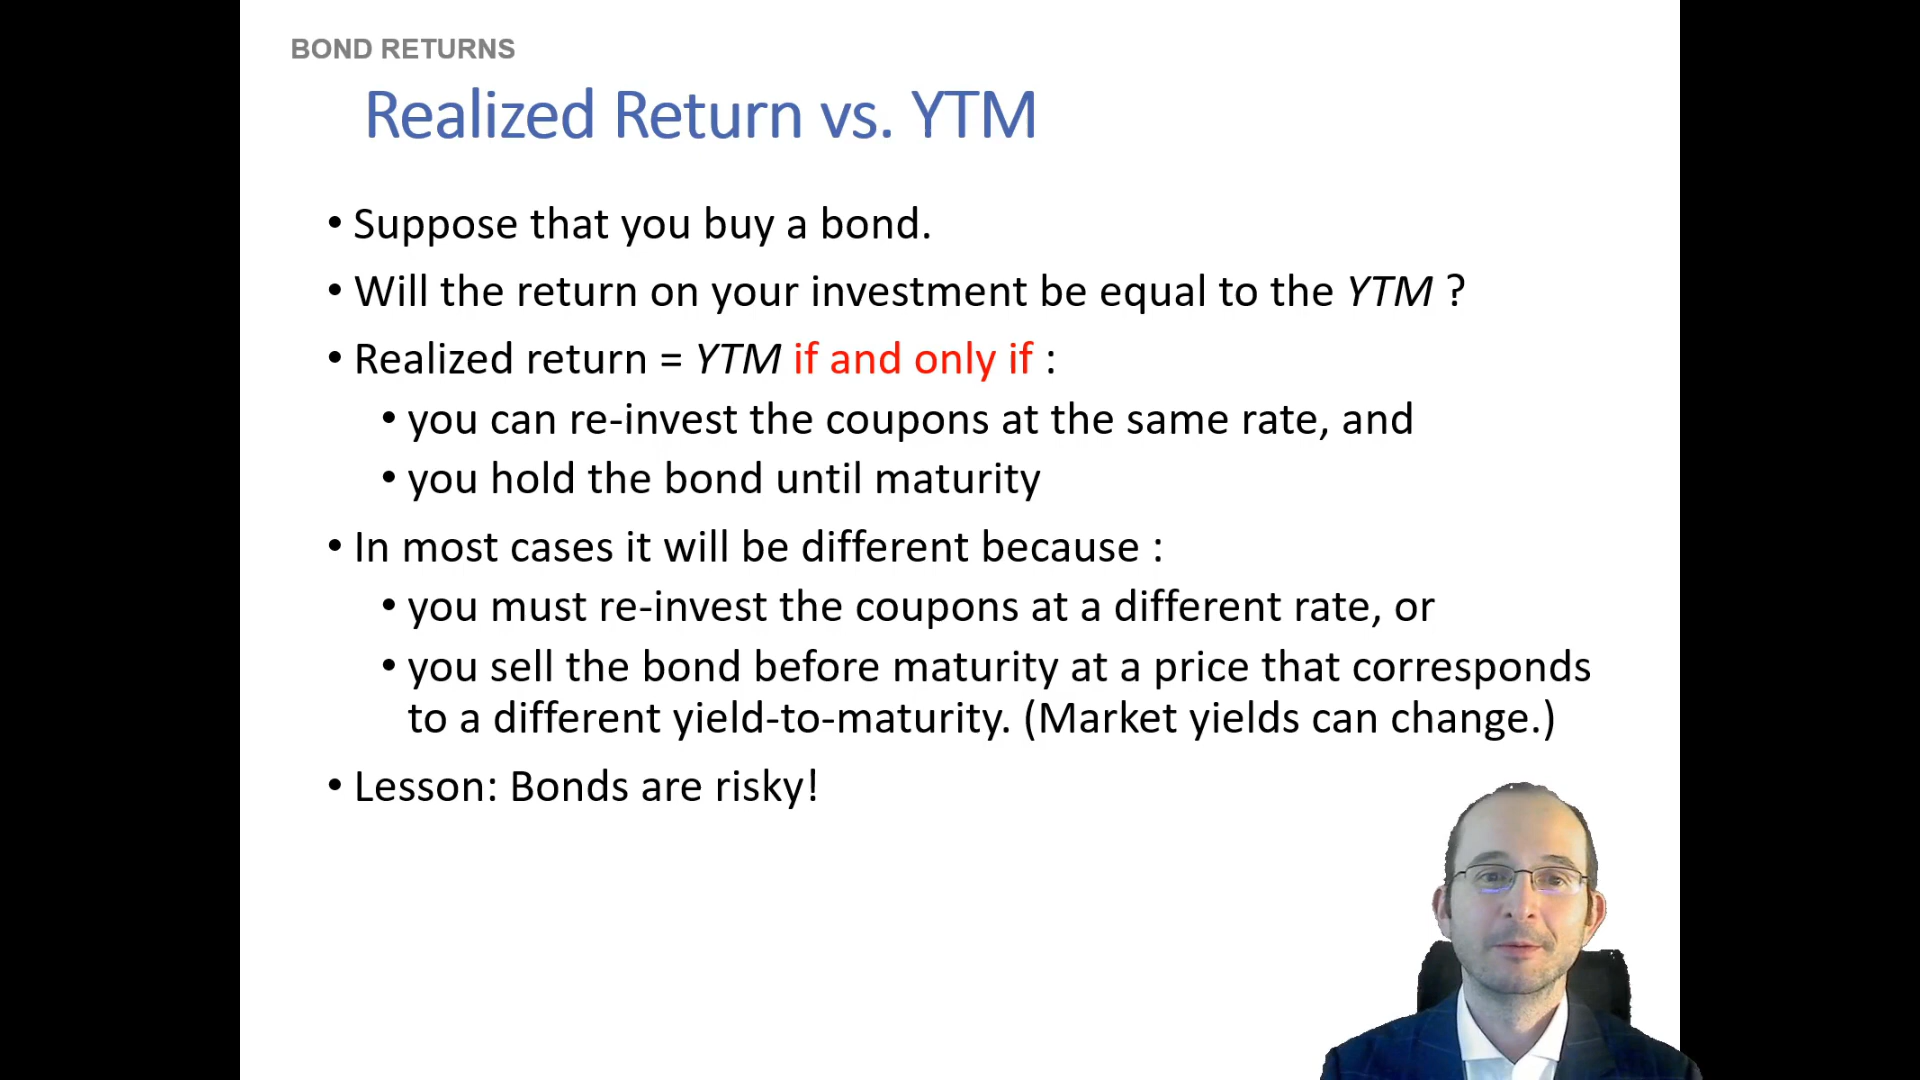 BOND RETURNS
Realized Return vs. YTM
• Suppose that you buy a bond.
• Will the return on your investment be equal to the YTM ?
• Realized return = YTM if and only if :
• you can re-invest the coupons at the same rate, and
• you hold the bond until maturity
• In most cases it will be different because :
• you must re-invest the coupons at a different rate, or
• you sell the bond before maturity at a price that corresponds
to a different yield-to-maturity. (Market yields can change.)
• Lesson: Bonds are risky!